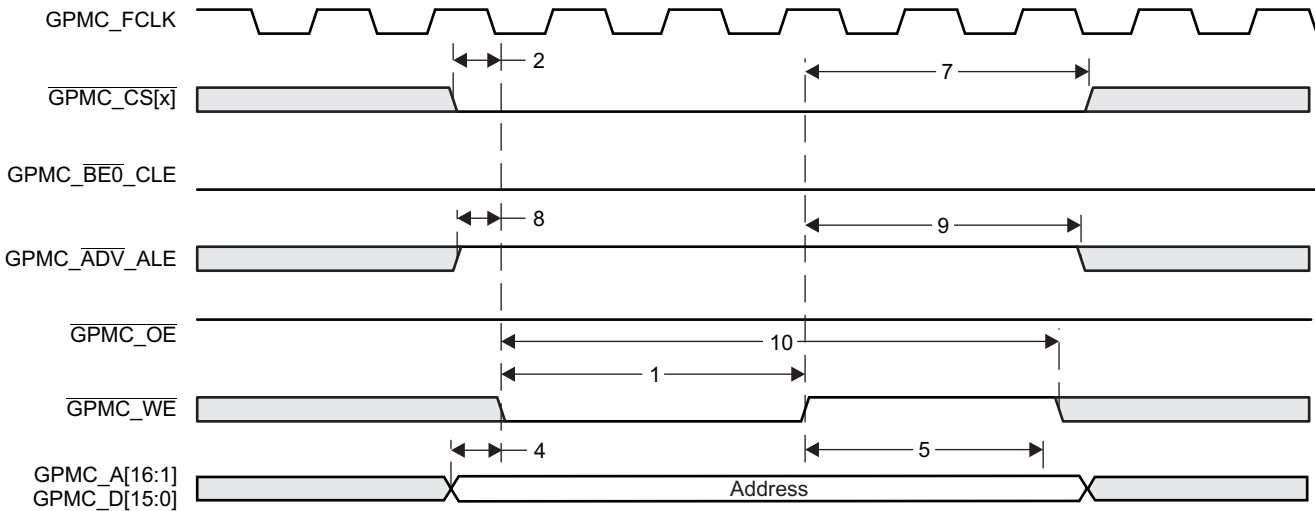 GPMC_FCLK
2
7
GPMC_CS[x]
GPMC_BE0_CLE
8
9
GPMC_ADV_ALE
GPMC_OE
10
1
GPMC_WE
4
5
GPMC_A[16:1]
GPMC_D[15:0]
Address